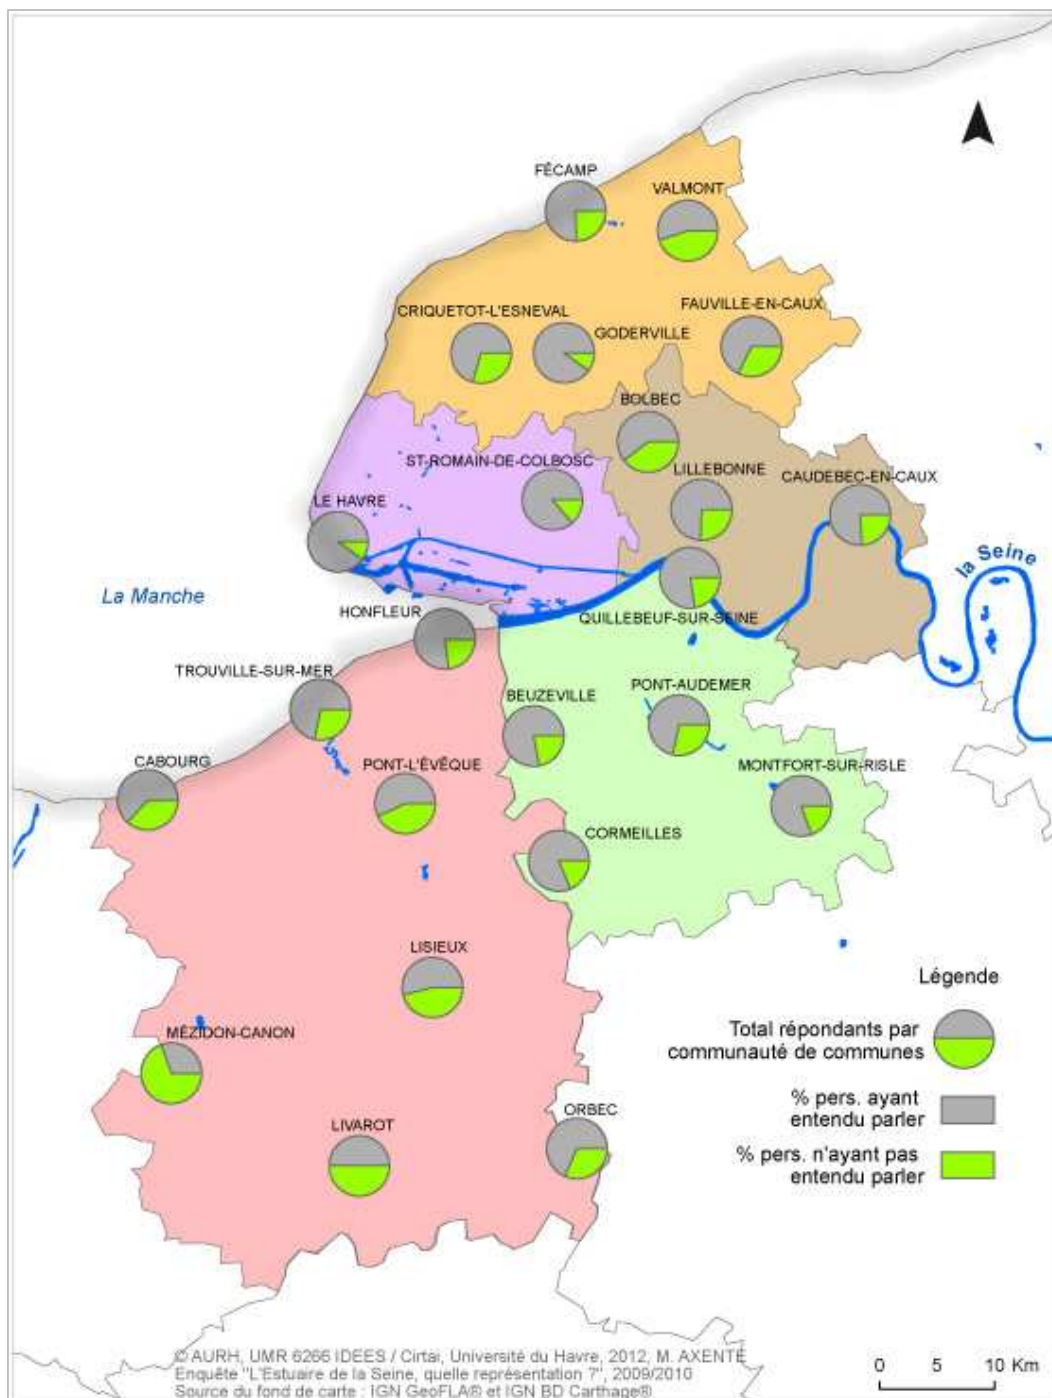 FÉCAMP
VALMONT
CRIQUETOT-L'ESNEVAL
GODERVILLE
FAUVILLE-EN-CAUX
BOLBEC
ST-ROMAIN-DE-COLBOSC
LILLEBONNE
CAUDEBEC-EN-CAUX
LE HAVRE
la Seine
La Manche
HONFLEUR
QUILLEBEUF-SUR-SEINE
TROUVILLE-SUR-MER
BEUZEVILLE
PONT-AUDEMER
CABOURG
PONT-L'ÉVÊQUE
MONTFORT-SUR-RISLE
CORMEILLES
LISIEUX
MÉZIDON-CANON
LIVAROT
ORBEC
Légende
Total répondants par
communauté de communes
% pers. ayant
entendu parler
% pers. n'ayant pas
entendu parler
© AURH, UMR 6266 IDEES / Cirtai, Université du Havre, 2012, M. AXENTE
Enquête "L'Estuaire de la Seine, quelle représentation ?", 2009/2010
Source du fond de carte : IGN GeoFLA® et IGN BD Carthage®
0 5 10 Km